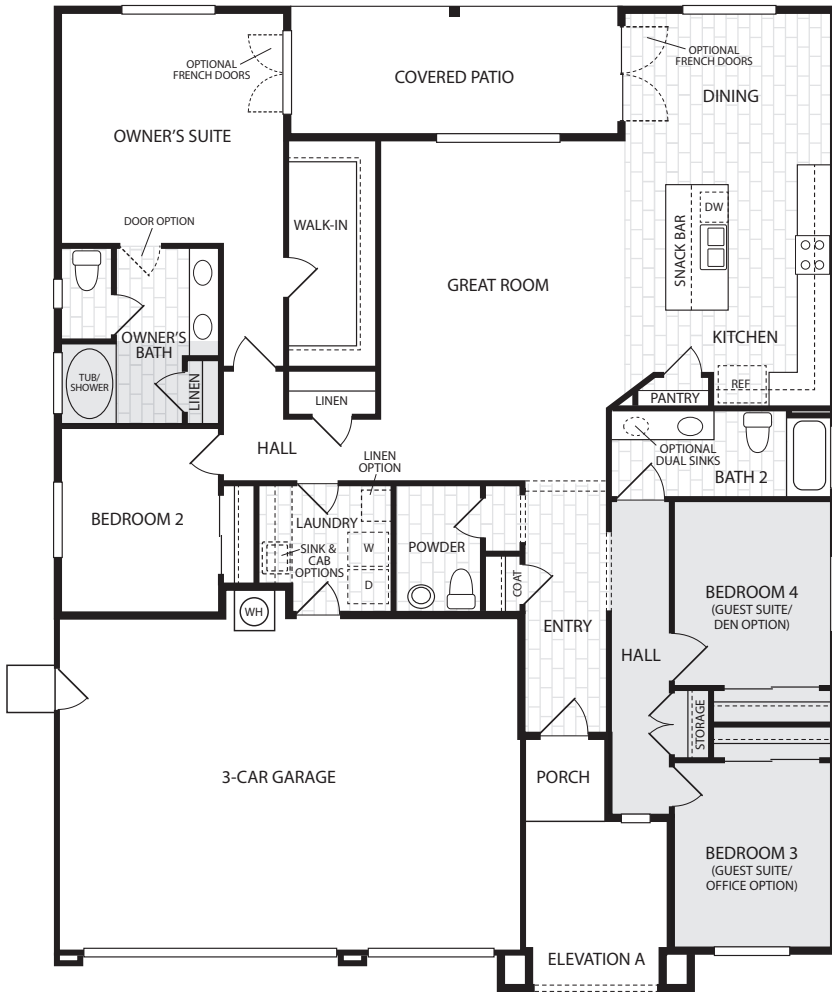 OPTIONAL
FRENCH DOORS
COVERED PATIO
OPTIONAL
FRENCH DOORS
DINING
OWNER'S SUITE
DOOR OPTION
WALK-IN
DW
SNACK BAR
GREAT ROOM
KITCHEN
OWNER'S
BATH
TUB/
SHOWER
LINEN
LINEN
REF
PANTRY
HALL
LINEN
OPTION
OPTIONAL
DUAL SINKS
BATH 2
BEDROOM 2
LAUNDRY
SINK &
CAB
OPTIONS
W
D
POWDER
COAT
WH
ENTRY
HALL
BEDROOM 4
(GUEST SUITE/
DEN OPTION)
STORAGE
3-CAR GARAGE
PORCH
BEDROOM 3
(GUEST SUITE/
OFFICE OPTION)
ELEVATION A